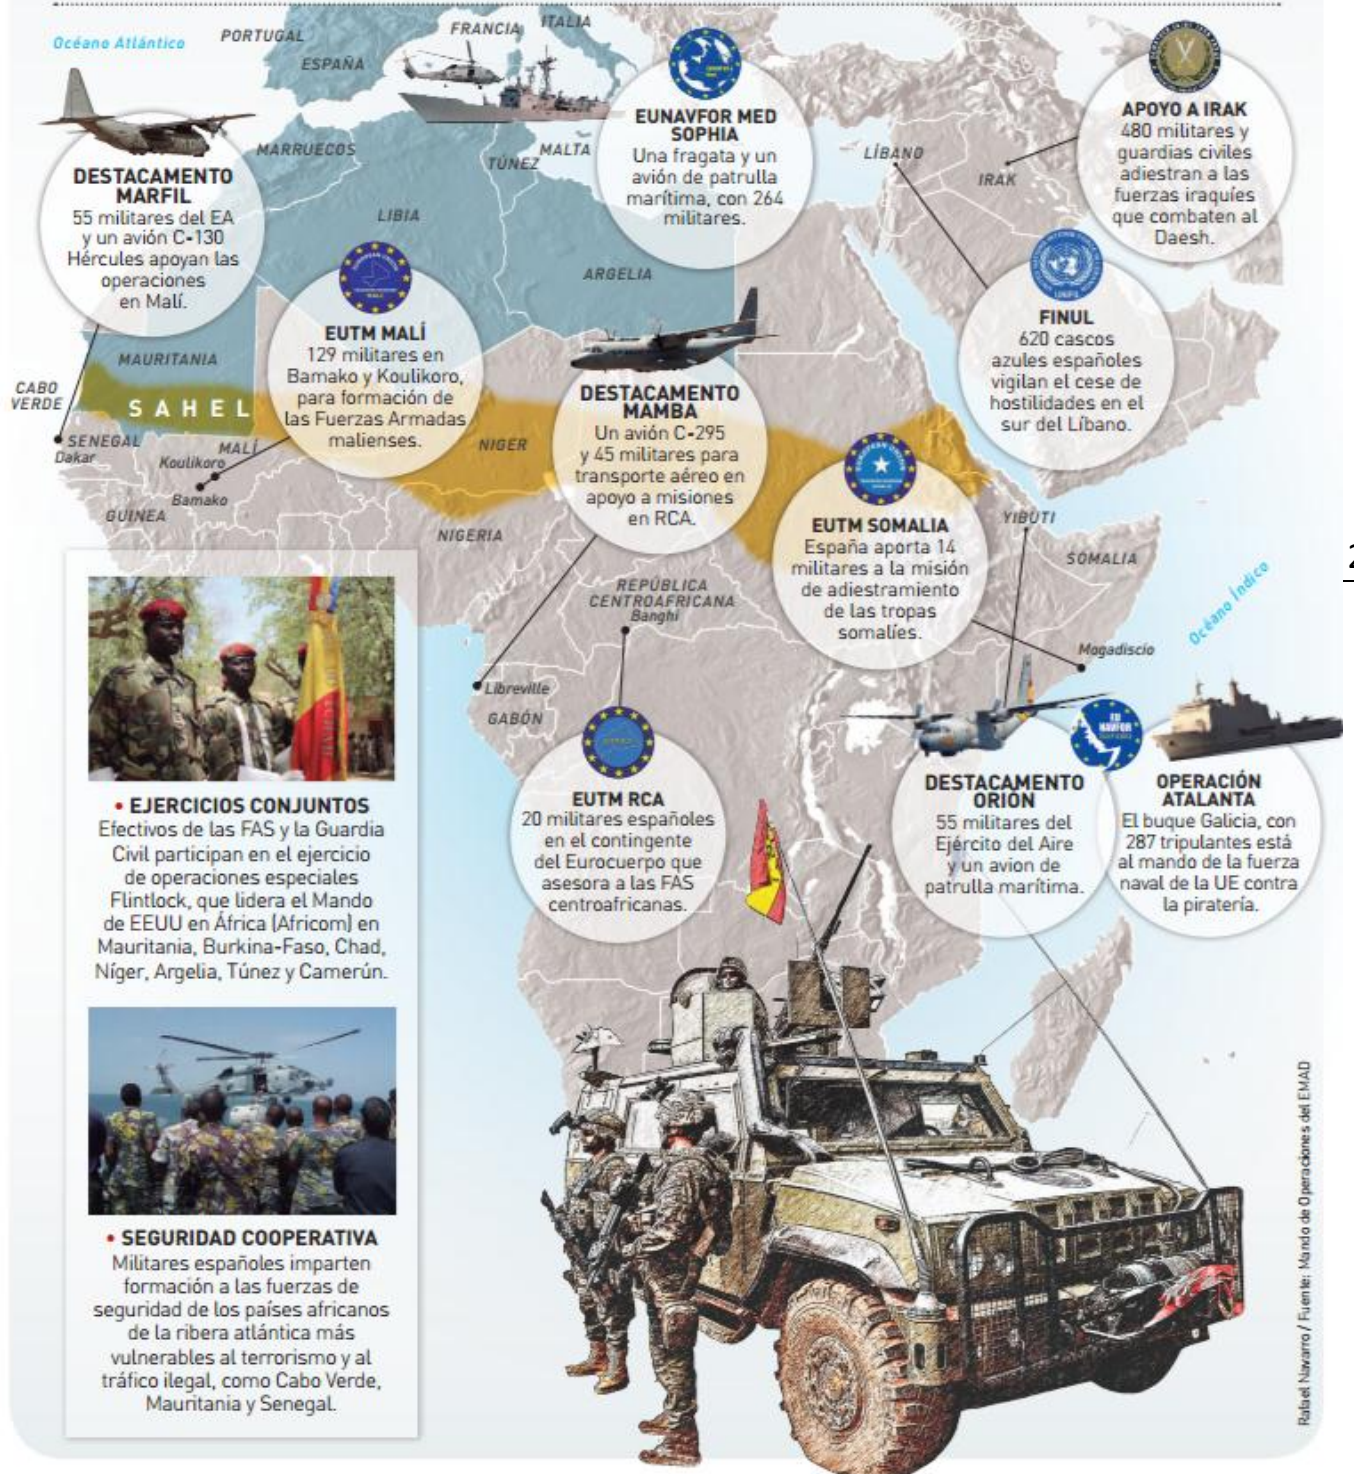 Océano Atlántico
PORTUGAL
ESPAÑA
FRANCIA
ITALIA
MARRUECOS
TÚNEZ
MALTA
LIBIA
ARGELIA
LÍBANO
IRAK
DESTACAMENTO
MARFIL
55 militares del EA
y un avión C-130
Hércules apoyan las
operaciones
en Malí.
EUNAVFOR MED
SOPHIA
Una fragata y un
avión de patrulla
marítima, con 264
militares.
APOYO A IRAK
480 militares y
guardias civiles
adiestran a las
fuerzas iraquíes
que combaten al
Daesh.
EUTM MALÍ
129 militares en
Bamako y Koulikoro,
para formación de
las Fuerzas Armadas
malienses.
FINUL
620 cascos
azules españoles
vigilan el cese de
hostilidades en el
sur del Líbano.
DESTACAMENTO
MAMBA
Un avión C-295
y 45 militares para
transporte aéreo en
apoyo a misiones
en RCA.
MAURITANIA
CABO
VERDE
SAHEL
SENEGAL
Dakar
MALÍ
Koulikoro
Bamako
GUINEA
NIGER
NIGERIA
EUTM SOMALIA
España aporta 14
militares a la misión
de adiestramiento
de las tropas
somalíes.
YIBUTI
SOMALIA
Océano Índico
Mogadiscio
2
REPÚBLICA
CENTROAFRICANA
Banghi
Libreville
GABÓN
EUTM RCA
20 militares españoles
en el contingente
del Eurocuerpo que
asesora a las FAS
centroafricanas.
EU
NAVFOR
DESTACAMENTO
ORIÓN
55 militares del
Ejército del Aire
y un avion de
patrulla marítima.
OPERACIÓN
ATALANTA
El buque Galicia, con
287 tripulantes está
al mando de la fuerza
naval de la UE contra
la piratería.
• EJERCICIOS CONJUNTOS
Efectivos de las FAS y la Guardia
Civil participan en el ejercicio
de operaciones especiales
Flintlock, que lidera el Mando
de EEUU en África (Africom) en
Mauritania, Burkina-Faso, Chad,
Níger, Argelia, Túnez y Camerún.
• SEGURIDAD COOPERATIVA
Militares españoles imparten
formación a las fuerzas de
seguridad de los países africanos
de la ribera atlántica más
vulnerables al terrorismo y al
tráfico ilegal, como Cabo Verde,
Mauritania y Senegal.
Rafael Navarro / Fuente: Mando de Operaciones del EMAD